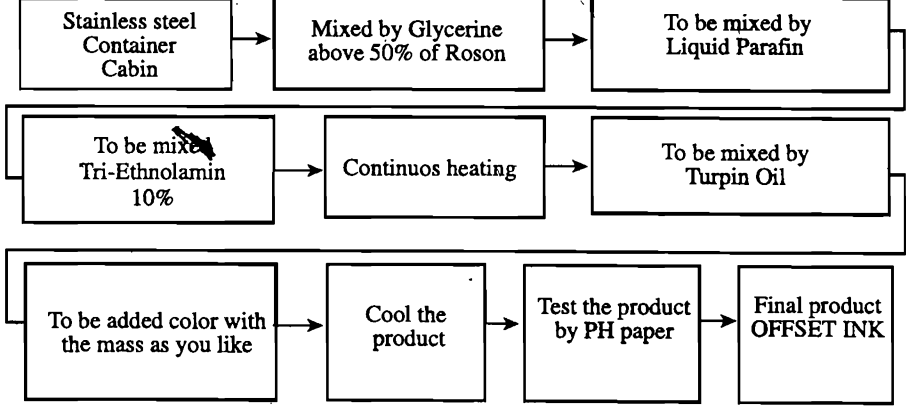 Stainless steel
Container
Cabin
Mixed by Glycerine
above 50% of Roson
To be mixed by
Liquid Parafin
To be mixed
Tri-Ethnolamin
10%
Continuos heating
To be mixed by
Turpin Oil
To be added color with
the mass as you like
Cool the
product
Test the product
by PH paper
Final product
OFFSET INK